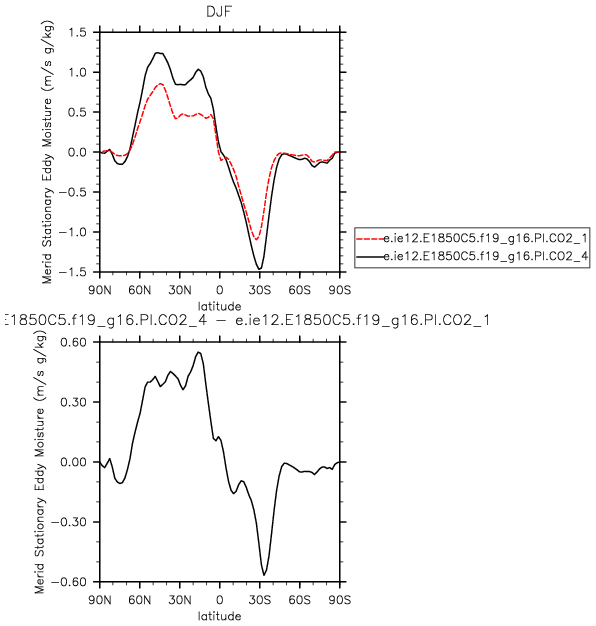 DJF
Merid Stationary Eddy Moisture (m/s g/kg)
1.5
1.0
0.5
0.0
−0.5
−1.0
−1.5
90N 60N 30N 0 30S 60S 90S
latitude
e.ie12.E1850C5.f19_g16.PI.CO2_1
e.ie12.E1850C5.f19_g16.PI.CO2_4
E1850C5.f19_g16.PI.CO2_4 − e.ie12.E1850C5.f19_g16.PI.CO2_1
Merid Stationary Eddy Moisture (m/s g/kg)
0.60
0.30
0.00
−0.30
−0.60
90N 60N 30N 0 30S 60S 90S
latitude